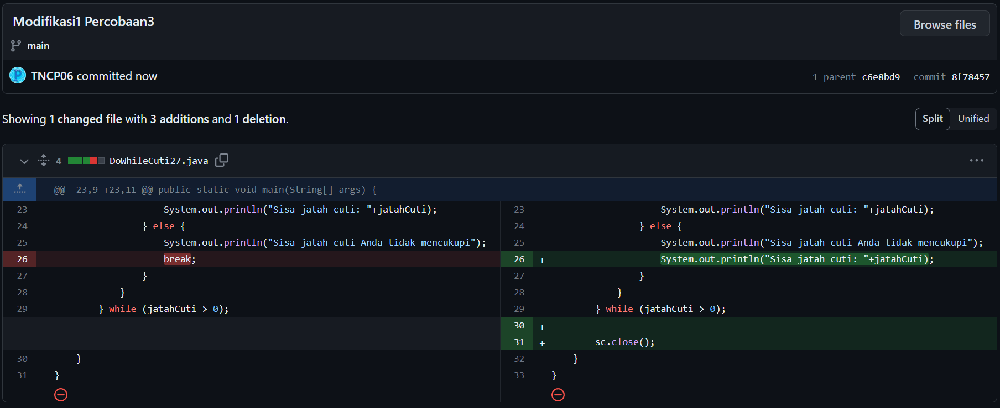 Modifikasi1 Percobaan3
Browse files
main
P
TNCP06 committed now
1 parent c6e8bd9 commit 8f78457
Showing 1 changed file with 3 additions and 1 deletion.
Split Unified
4 DoWhileCuti27.java
@@ -23,9 +23,11 @@ public static void main(String[] args) {
23 System.out.println("Sisa jatah cuti: "+jatahCuti);
24 } else {
25 System.out.println("Sisa jatah cuti Anda tidak mencukupi");
26 - break;
27 }
28 }
29 } while (jatahCuti > 0);
30 }
31 }
23 System.out.println("Sisa jatah cuti: "+jatahCuti);
24 } else {
25 System.out.println("Sisa jatah cuti Anda tidak mencukupi");
26 + System.out.println("Sisa jatah cuti: "+jatahCuti);
27 }
28 }
29 } while (jatahCuti > 0);
30 +
31 + sc.close();
32 }
33 }